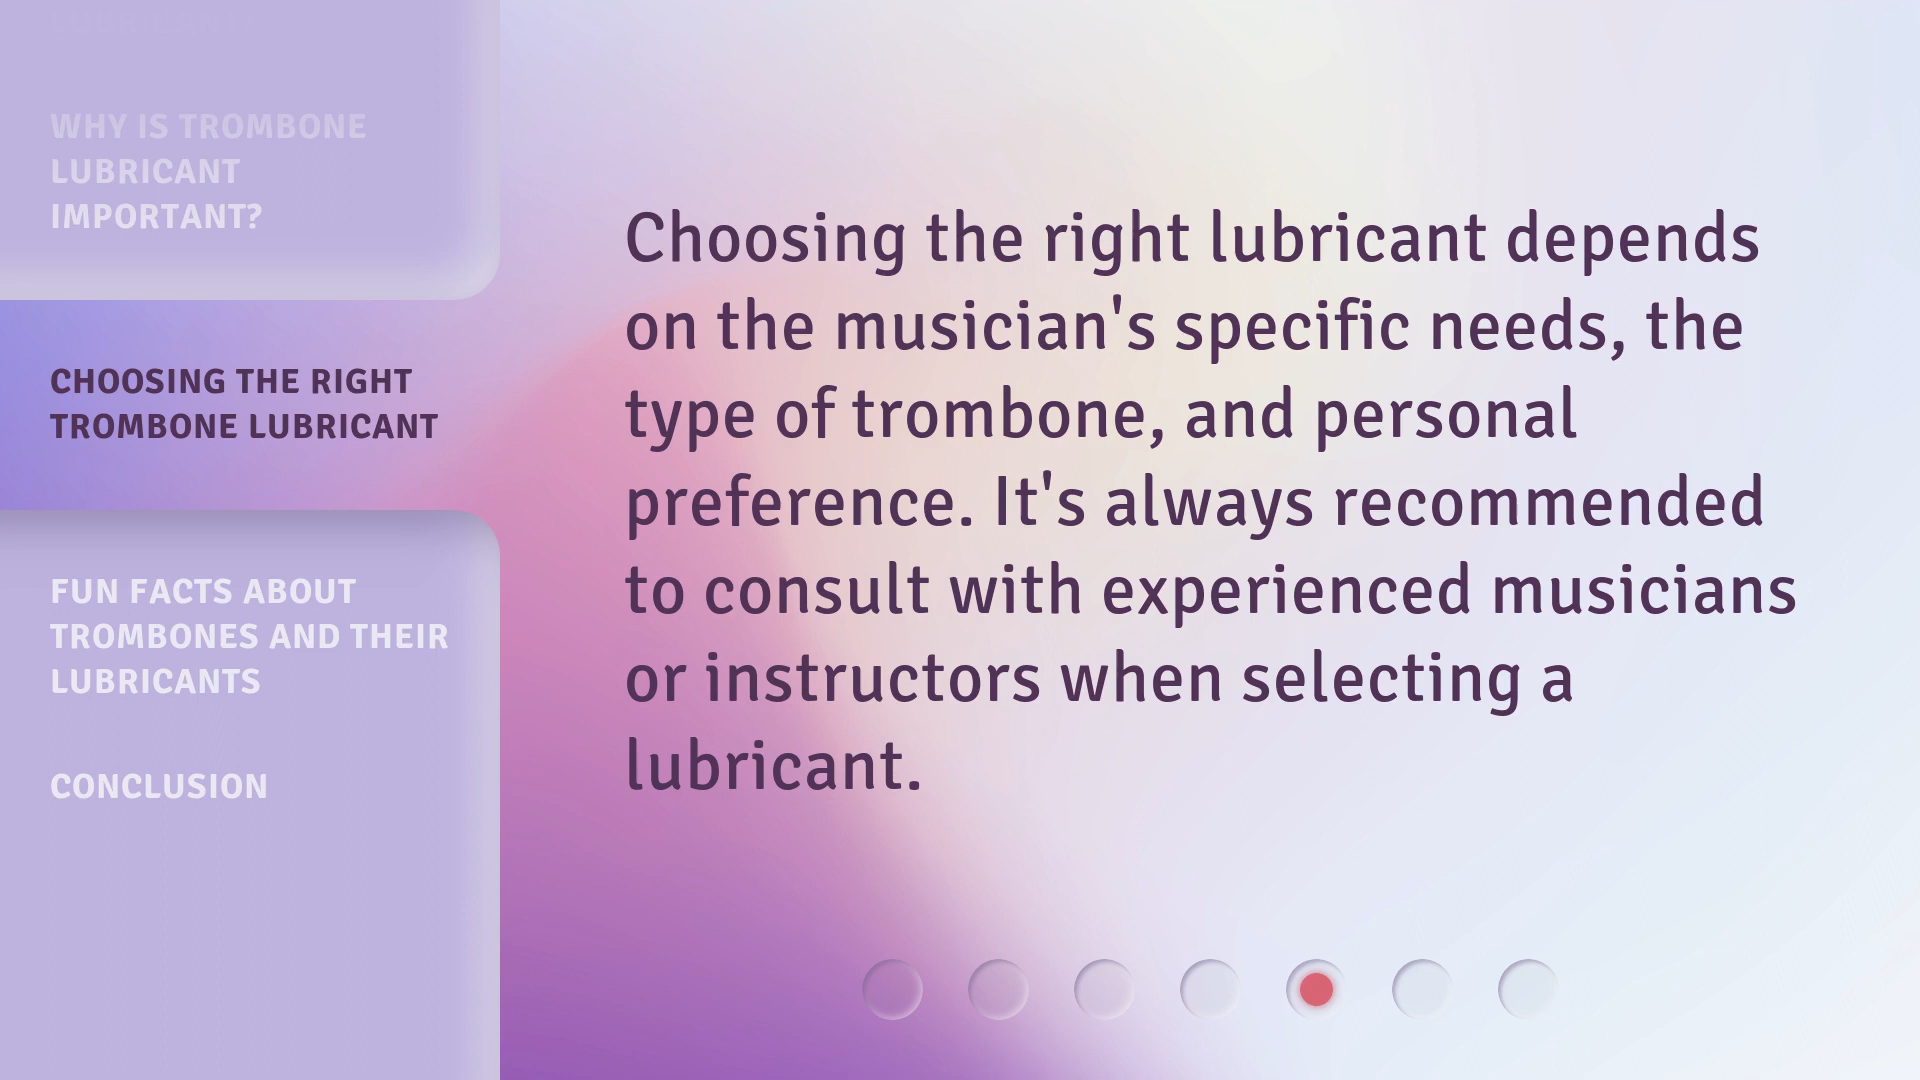 WHY IS TROMBONE
LUBRICANT
IMPORTANT?
CHOOSING THE RIGHT
TROMBONE LUBRICANT
FUN FACTS ABOUT
TROMBONES AND THEIR
LUBRICANTS
CONCLUSION
Choosing the right lubricant depends
on the musician's specific needs, the
type of trombone, and personal
preference. It's always recommended
to consult with experienced musicians
or instructors when selecting a
lubricant.